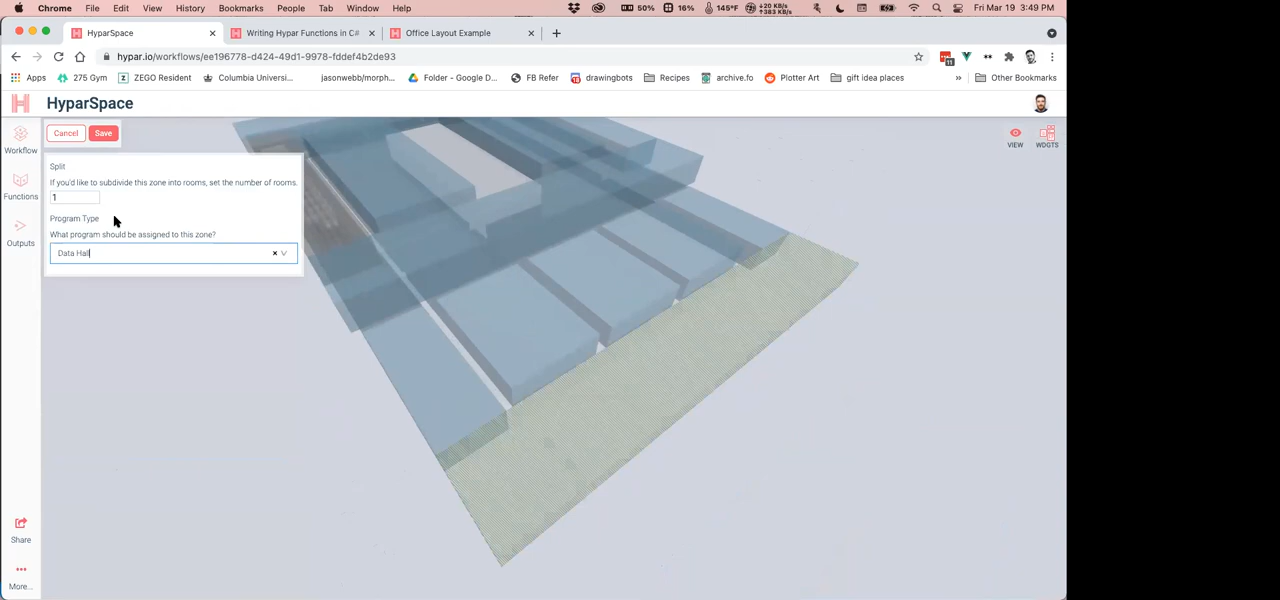 Chrome File Edit View History Bookmarks People Tab Window Help 50% 16% 145°F ↓20 KB/s ↑383 KB/s Fri Mar 19 3:49 PM
HyparSpace × Writing Hypar Functions in C# × Office Layout Example × +
hypar.io/workflows/ee196778-d424-49d1-9978-fddef4b2de93 11
Apps 275 Gym Z ZEGO Resident Columbia Universi... jasonwebb/morph... Folder - Google D... FB Refer drawingbots Recipes archive.fo Plotter Art gift idea places » Other Bookmarks
H HyparSpace
Cancel Save
Workflow
VIEW WDGTS
Split
If you'd like to subdivide this zone into rooms, set the number of rooms.
1
Functions
Program Type
What program should be assigned to this zone?
Outputs
Data Hall ×
Share
More...